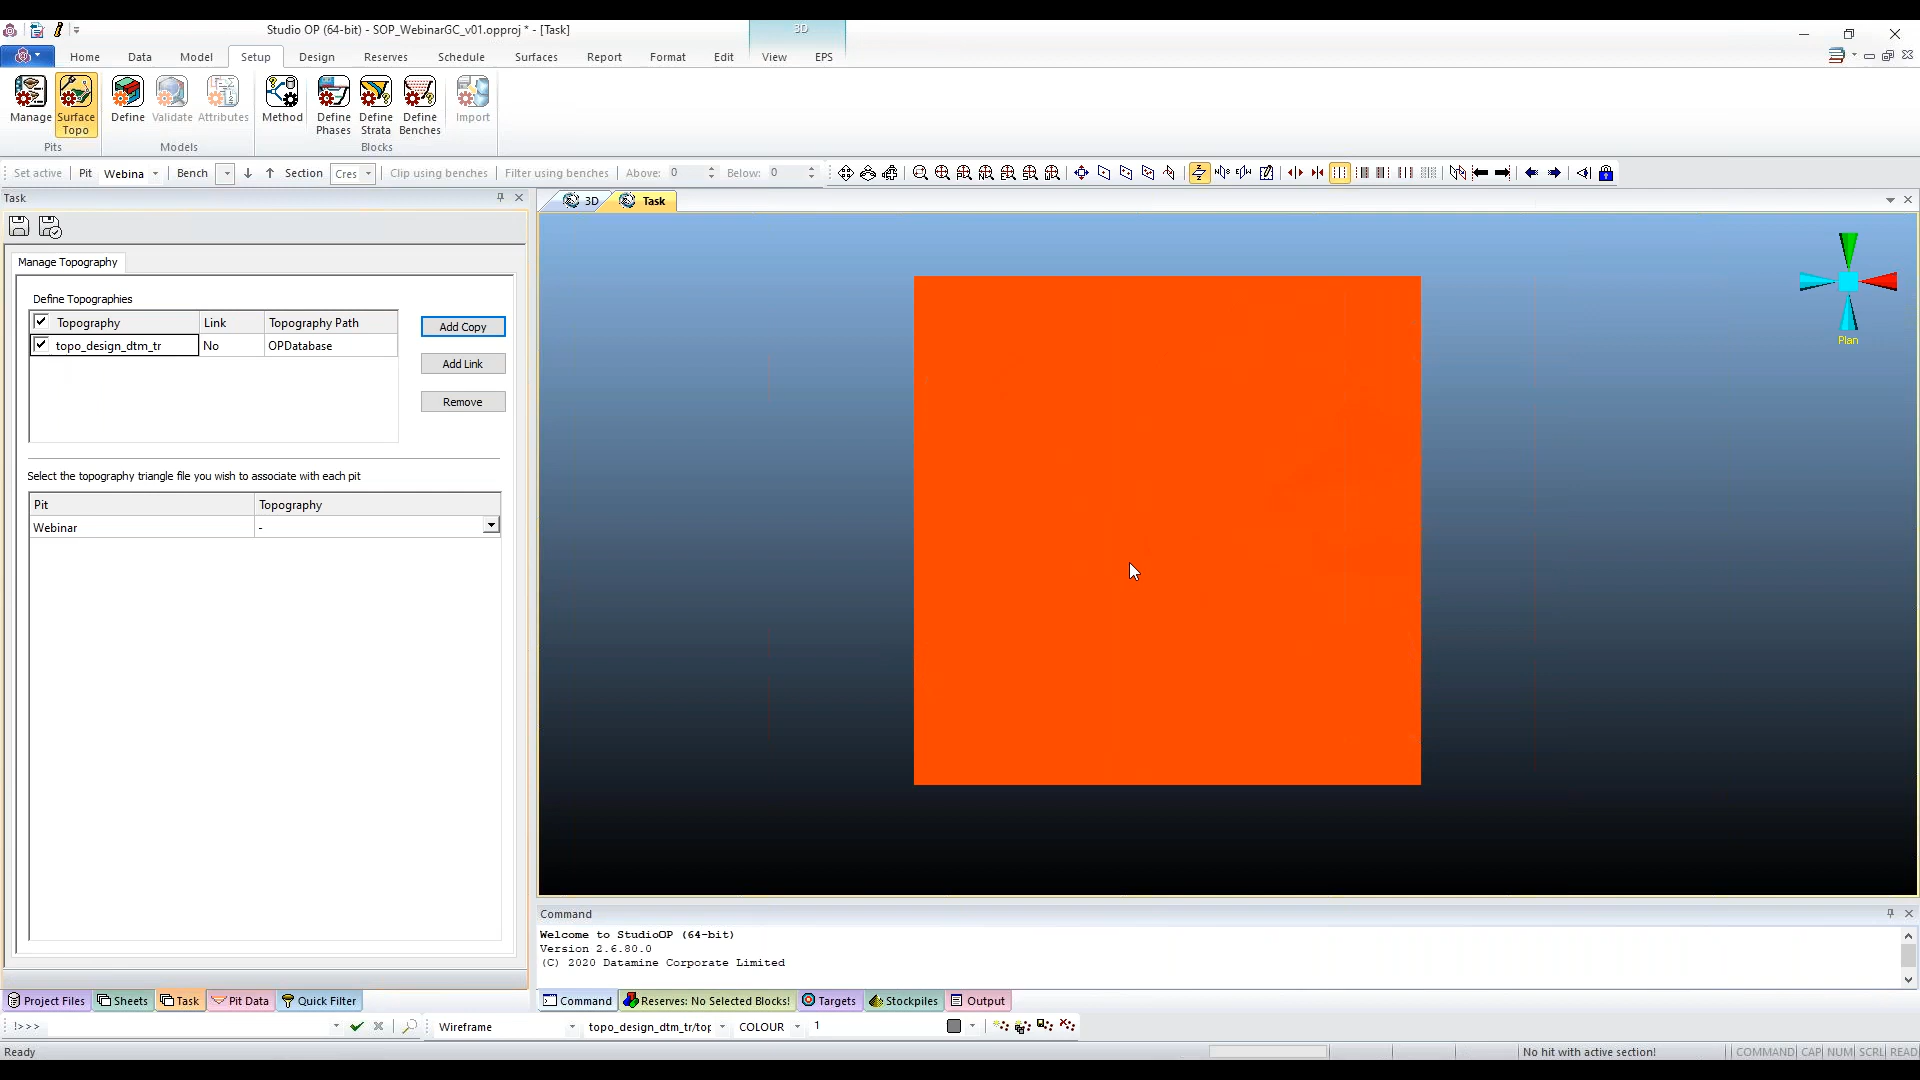 Studio OP (64-bit) - SOP_WebinarGC_v01.opproj * - [Task]
3D
Home Data Model Setup Design Reserves Schedule Surfaces Report Format Edit View EPS
Manage Surface Topo Define Validate Attributes Method Define Phases Define Strata Define Benches Import
Pits Models Blocks
Set active Pit Webina Bench Section Cres Clip using benches Filter using benches Above: 0 Below: 0
Task
3D Task
Manage Topography
Define Topographies
Topography Link Topography Path
topo_design_dtm_tr No OPDatabase
Add Copy
Add Link
Remove
Select the topography triangle file you wish to associate with each pit
Pit Topography
Webinar -
Plan
Command
Welcome to StudioOP (64-bit)
Version 2.6.80.0
(C) 2020 Datamine Corporate Limited
Project Files Sheets Task Pit Data Quick Filter
Command Reserves: No Selected Blocks! Targets Stockpiles Output
!>>> Wireframe topo_design_dtm_tr/top COLOUR 1
Ready No hit with active section! COMMAND CAP NUM SCRL READ